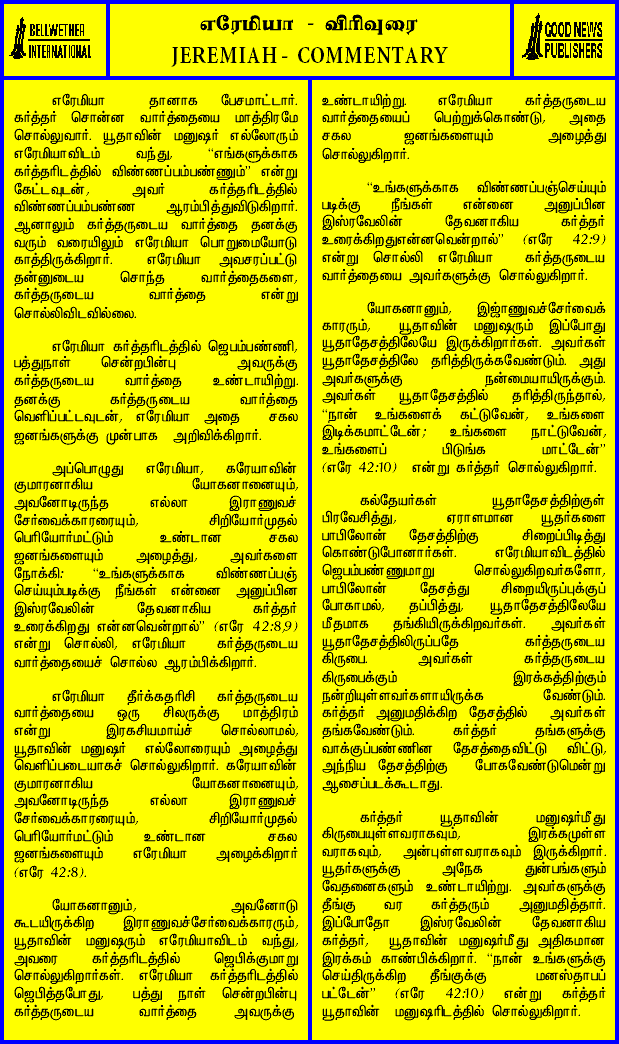 BELLWETHER
INTERNATIONAL
எரேமியா - விரிவுரை
JEREMIAH - COMMENTARY
GOOD NEWS
PUBLISHERS
எரேமியா தானாக பேசமாட்டார்.
கர்த்தர் சொன்ன வார்த்தையை மாத்திரமே
சொல்லுவார். யூதாவின் மனுஷர் எல்லோரும்
எரேமியாவிடம் வந்து, “எங்களுக்காக
கர்த்தரிடத்தில் விண்ணப்பம்பண்ணும்” என்று
கேட்டவுடன், அவர் கர்த்தரிடத்தில்
விண்ணப்பம்பண்ண ஆரம்பித்துவிடுகிறார்.
ஆனாலும் கர்த்தருடைய வார்த்தை தனக்கு
வரும் வரையிலும் எரேமியா பொறுமையோடு
காத்திருக்கிறார். எரேமியா அவசரப்பட்டு
தன்னுடைய சொந்த வார்த்தைகளை,
கர்த்தருடைய வார்த்தை என்று
சொல்லிவிடவில்லை.
எரேமியா கர்த்தரிடத்தில் ஜெபம்பண்ணி,
பத்துநாள் சென்றபின்பு அவருக்கு
கர்த்தருடைய வார்த்தை உண்டாயிற்று.
தனக்கு கர்த்தருடைய வார்த்தை
வெளிப்பட்டவுடன், எரேமியா அதை சகல
ஜனங்களுக்கு முன்பாக அறிவிக்கிறார்.
அப்பொழுது எரேமியா, கரேயாவின்
குமாரனாகிய யோகனானையும்,
அவனோடிருந்த எல்லா இராணுவச்
சேர்வைக்காரரையும், சிறியோர்முதல்
பெரியோர்மட்டும் உண்டான சகல
ஜனங்களையும் அழைத்து, அவர்களை
நோக்கி: “உங்களுக்காக விண்ணப்பஞ்
செய்யும்படிக்கு நீங்கள் என்னை அனுப்பின
இஸ்ரவேலின் தேவனாகிய கர்த்தர்
உரைக்கிறது என்னவென்றால்” (எரே 42:8,9)
என்று சொல்லி, எரேமியா கர்த்தருடைய
வார்த்தையைச் சொல்ல ஆரம்பிக்கிறார்.
எரேமியா தீர்க்கதரிசி கர்த்தருடைய
வார்த்தையை ஒரு சிலருக்கு மாத்திரம்
என்று இரகசியமாய்ச் சொல்லாமல்,
யூதாவின் மனுஷர் எல்லோரையும் அழைத்து
வெளிப்படையாகச் சொல்லுகிறார். கரேயாவின்
குமாரனாகிய யோகனானையும்,
அவனோடிருந்த எல்லா இராணுவச்
சேர்வைக்காரரையும், சிறியோர்முதல்
பெரியோர்மட்டும் உண்டான சகல
ஜனங்களையும் எரேமியா அழைக்கிறார்
(எரே 42:8).
யோகனானும், அவனோடு
கூடயிருக்கிற இராணுவச்சேர்வைக்காரரும்,
யூதாவின் மனுஷரும் எரேமியாவிடம் வந்து,
அவரை கர்த்தரிடத்தில் ஜெபிக்குமாறு
சொல்லுகிறார்கள். எரேமியா கர்த்தரிடத்தில்
ஜெபித்தபோது, பத்து நாள் சென்றபின்பு
கர்த்தருடைய வார்த்தை அவருக்கு
உண்டாயிற்று. எரேமியா கர்த்தருடைய
வார்த்தையைப் பெற்றுக்கொண்டு, அதை
சகல ஜனங்களையும் அழைத்து
சொல்லுகிறார்.
“உங்களுக்காக விண்ணப்பஞ்செய்யும்
படிக்கு நீங்கள் என்னை அனுப்பின
இஸ்ரவேலின் தேவனாகிய கர்த்தர்
உரைக்கிறதுஎன்னவென்றால்” (எரே 42:9)
என்று சொல்லி எரேமியா கர்த்தருடைய
வார்த்தையை அவர்களுக்கு சொல்லுகிறார்.
யோகனானும், இஜ்ரணுவச்சேர்வைக்
காரரும், யூதாவின் மனுஷரும் இப்போது
யூதாதேசத்திலேயே இருக்கிறார்கள். அவர்கள்
யூதாதேசத்திலே தரித்திருக்கவேண்டும். அது
அவர்களுக்கு நன்மையாயிருக்கும்.
அவர்கள் யூதாதேசத்தில் தரித்திருந்தால்,
“நான் உங்களைக் கட்டுவேன், உங்களை
இடிக்கமாட்டேன்; உங்களை நாட்டுவேன்,
உங்களைப் பிடுங்க மாட்டேன்”
(எரே 42:10) என்று கர்த்தர் சொல்லுகிறார்.
கல்தேயர்கள் யூதாதேசத்திற்குள்
பிரவேசித்து, ஏராளமான யூதர்களை
பாபிலோன் தேசத்திற்கு சிறைப்பிடித்து
கொண்டுபோனார்கள். எரேமியாவிடத்தில்
ஜெபம்பண்ணுமாறு சொல்லுகிறவர்களோ,
பாபிலோன் தேசத்து சிறையிருப்புக்குப்
போகாமல், தப்பித்து, யூதாதேசத்திலேயே
மீதமாக தங்கியிருக்கிறவர்கள். அவர்கள்
யூதாதேசத்திலிருப்பதே கர்த்தருடைய
கிருபை. அவர்கள் கர்த்தருடைய
கிருபைக்கும் இரக்கத்திற்கும்
நன்றியுள்ளவர்களாயிருக்க வேண்டும்.
கர்த்தர் அனுமதிக்கிற தேசத்தில் அவர்கள்
தங்கவேண்டும். கர்த்தர் தங்களுக்கு
வாக்குப்பண்ணின தேசத்தைவிட்டு விட்டு,
அந்நிய தேசத்திற்கு போகவேண்டுமென்று
ஆசைப்படக்கூடாது.
கர்த்தர் யூதாவின் மனுஷர்மீது
கிருபையுள்ளவராகவும், இரக்கமுள்ள
வராகவும், அன்புள்ளவராகவும் இருக்கிறார்.
யூதர்களுக்கு அநேக துன்பங்களும்
வேதனைகளும் உண்டாயிற்று. அவர்களுக்கு
தீங்கு வர கர்த்தரும் அனுமதித்தார்.
இப்போதோ இஸ்ரவேலின் தேவனாகிய
கர்த்தர், யூதாவின் மனுஷர்மீது அதிகமான
இரக்கம் காண்பிக்கிறார். “நான் உங்களுக்கு
செய்திருக்கிற தீங்குக்கு மனஸ்தாபப்
பட்டேன்” (எரே 42:10) என்று கர்த்தர்
யூதாவின் மனுஷரிடத்தில் சொல்லுகிறார்.